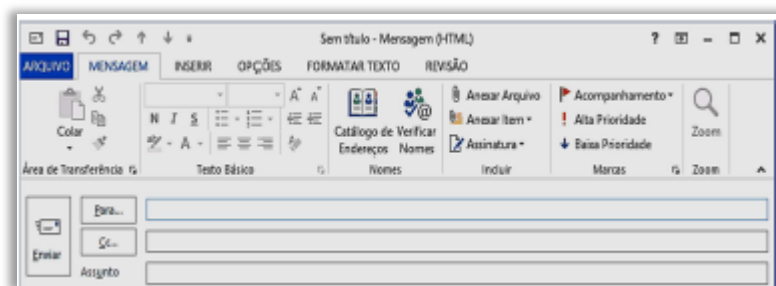 Sem título - Mensagem (HTML) ?
ARQUIVO MENSAGEM INSERIR OPÇÕES FORMATAR TEXTO REVISÃO
Colar
N I S
A
Catálogo de Endereços
Verificar Nomes
Anexar Arquivo
Anexar Item
Assinatura
Acompanhamento
Alta Prioridade
Baixa Prioridade
Zoom
Área de Transferência Texto Básico Nomes Incluir Marcas Zoom
Enviar
Para...
Cc...
Assunto